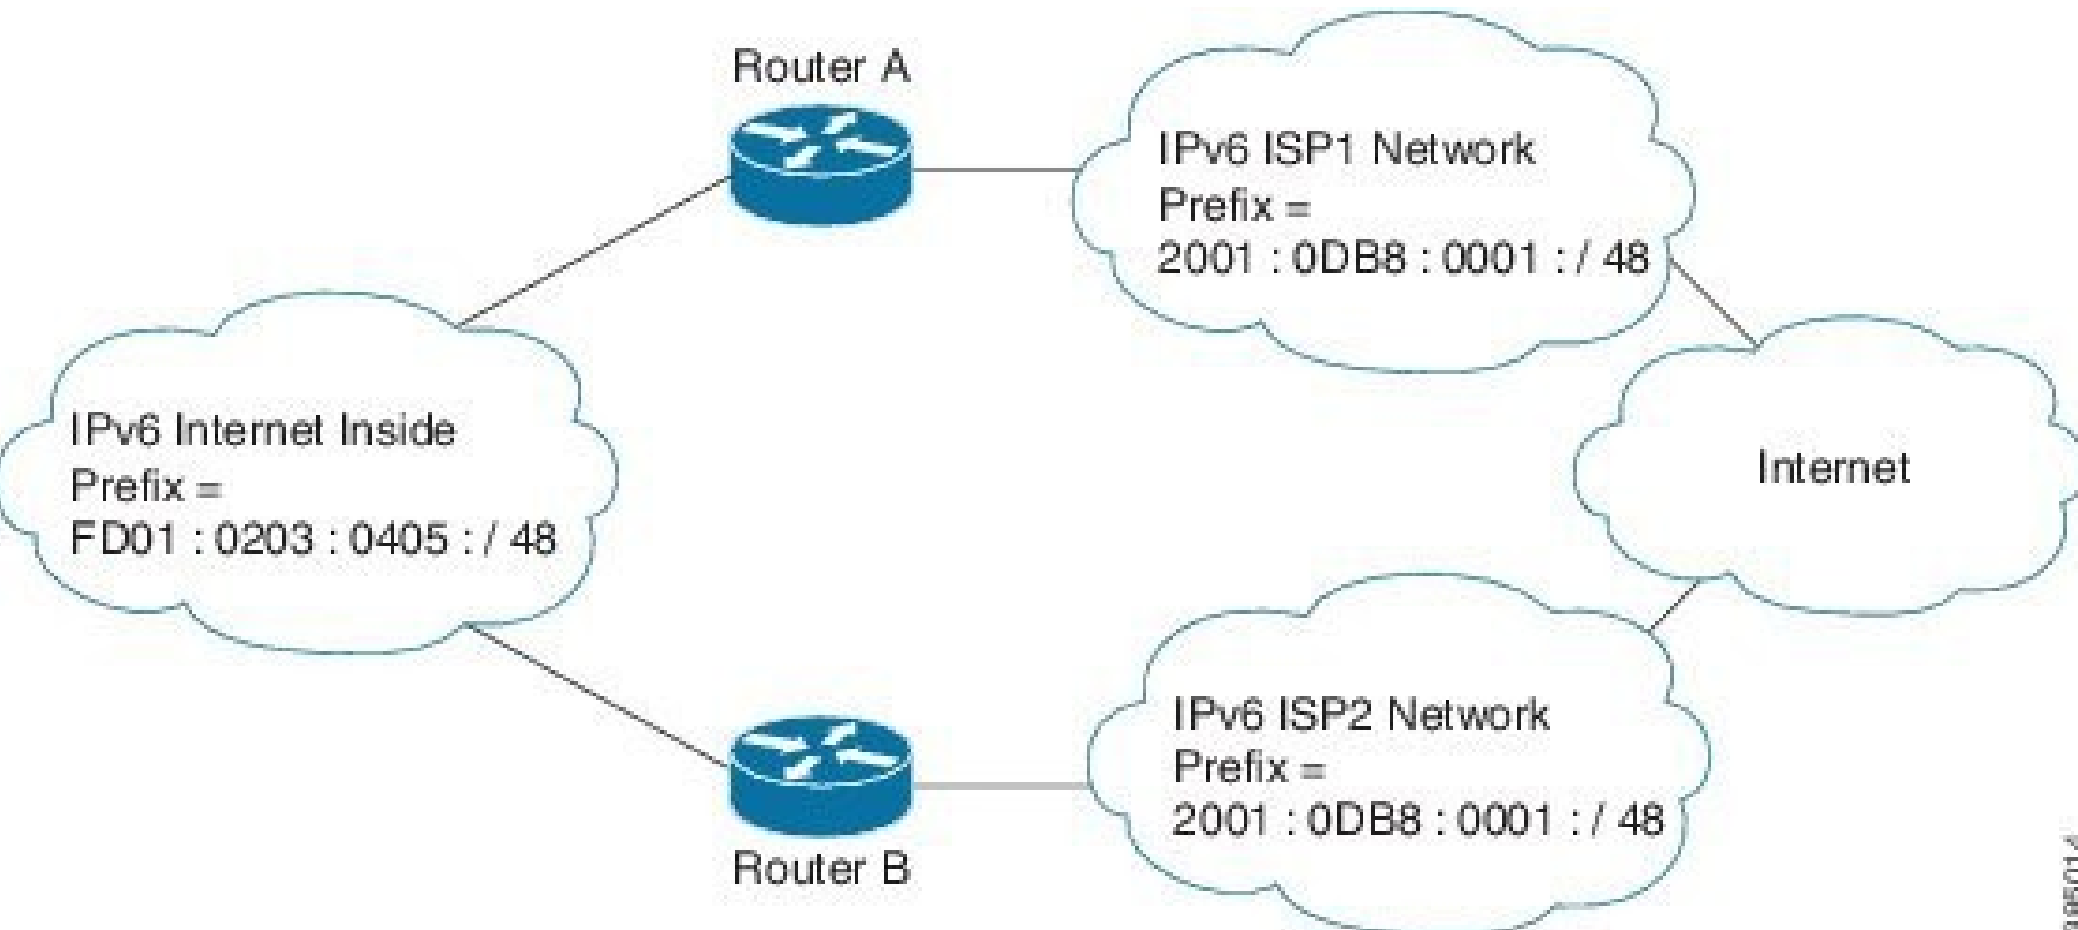 Router A
IPv6 ISP1 Network
Prefix =
2001 : 0DB8 : 0001 : / 48
IPv6 Internet Inside
Prefix =
FD01 : 0203 : 0405 : / 48
Internet
IPv6 ISP2 Network
Prefix =
2001 : 0DB8 : 0001 : / 48
Router B